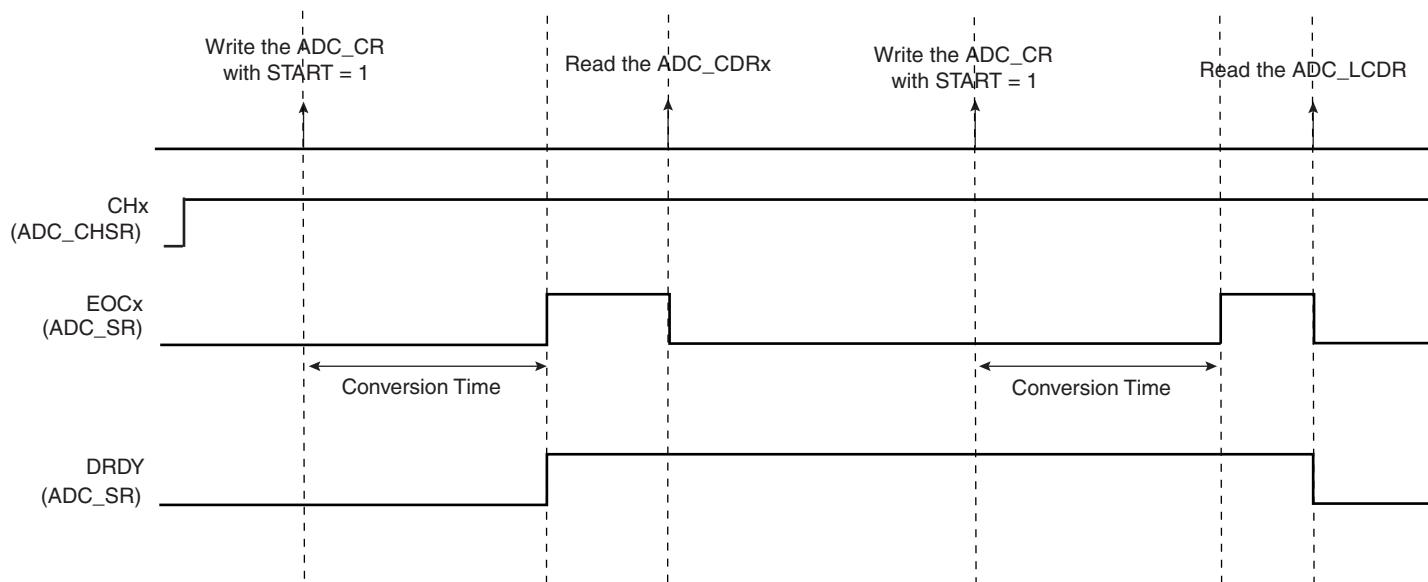 Write the ADC_CR
with START = 1
Read the ADC_CDRx
Write the ADC_CR
with START = 1
Read the ADC_LCDR
CHx
(ADC_CHSR)
EOCx
(ADC_SR)
Conversion Time
Conversion Time
DRDY
(ADC_SR)